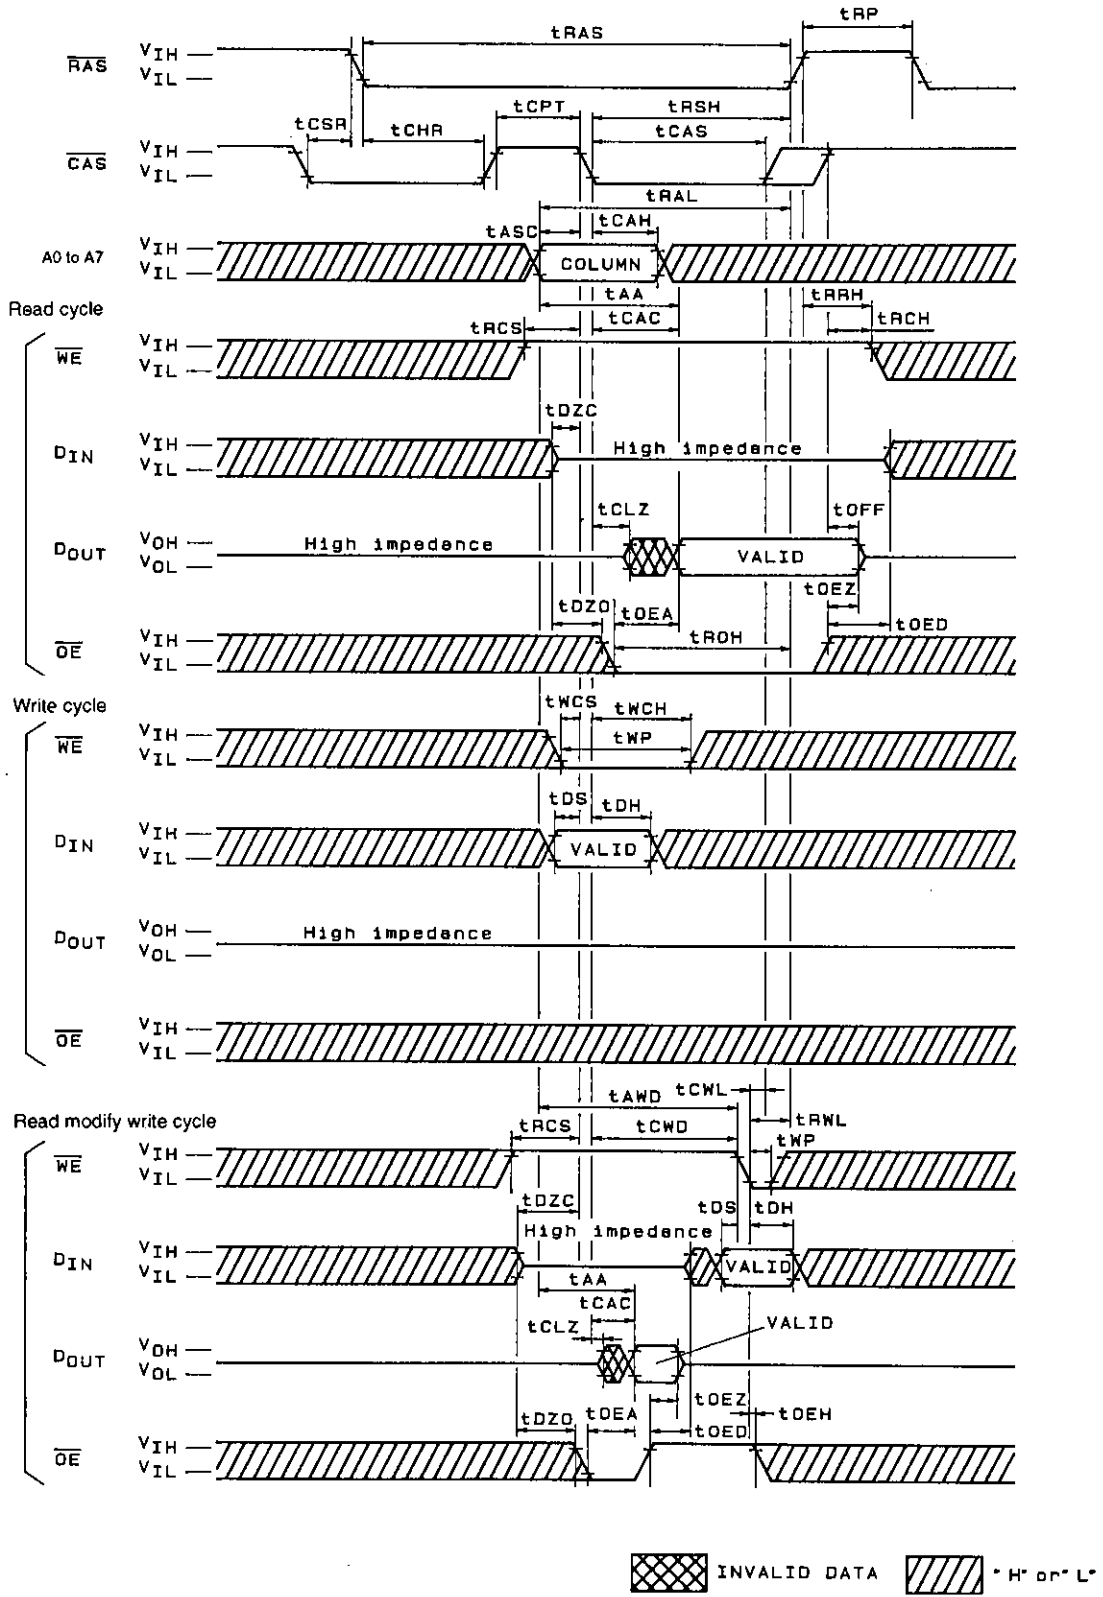 tRAS
tRP
RAS
VIH
VIL
tCSR
tCHR
tCPT
tRSH
tCAS
CAS
VIH
VIL
tRAL
tASC
tCAH
A0 to A7
VIH
VIL
COLUMN
tAA
tRRH
Read cycle
tRCS
tCAC
tRCH
WE
VIH
VIL
tDZC
DIN
VIH
VIL
High impedance
tCLZ
tOFF
DOUT
VOH
VOL
High impedance
VALID
tOEZ
tDZO
tOEA
tOED
tROH
OE
VIH
VIL
Write cycle
tWCS
tWCH
WE
VIH
VIL
tWP
tDS
tDH
DIN
VIH
VIL
VALID
DOUT
VOH
VOL
High impedance
OE
VIH
VIL
tCWL
tAWD
tRWL
Read modify write cycle
tRCS
tCWD
tWP
WE
VIH
VIL
tDZC
tDS
tDH
High impedance
DIN
VIH
VIL
VALID
tAA
tCAC
tCLZ
VALID
DOUT
VOH
VOL
tOEZ
tOEH
tDZO
tOEA
tOED
OE
VIH
VIL
INVALID DATA
"H" or "L"